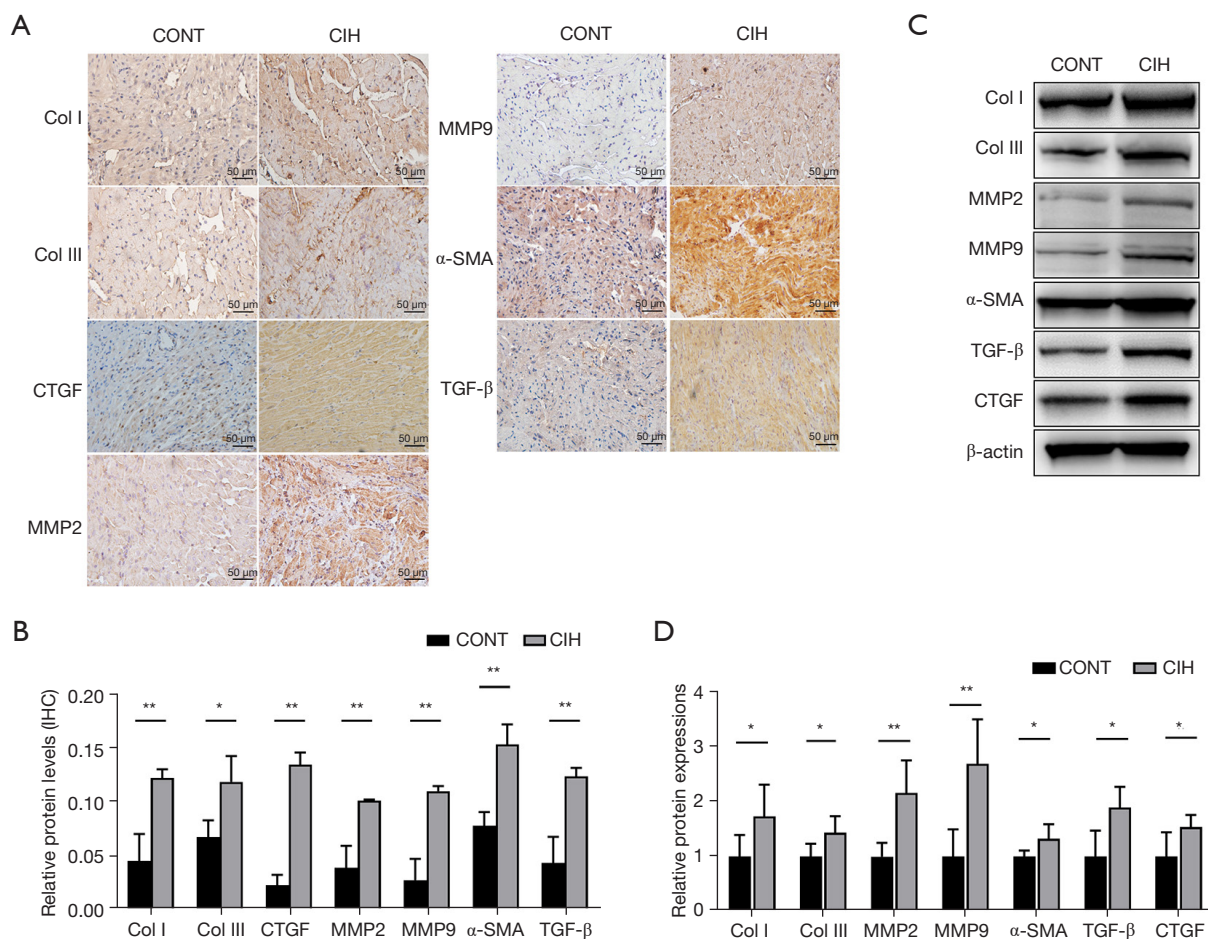 A
CONT CIH
Col I
50 µm 50 µm
Col III
50 µm 50 µm
CTGF
50 µm 50 µm
MMP2
50 µm 50 µm
CONT CIH
MMP9
50 µm 50 µm
α-SMA
50 µm 50 µm
TGF-β
50 µm 50 µm
C
CONT CIH
Col I
Col III
MMP2
MMP9
α-SMA
TGF-β
CTGF
β-actin
B
CONT CIH
Relative protein levels (IHC)
0.20
0.15
0.10
0.05
0.00
** * ** ** ** ** **
Col I Col III CTGF MMP2 MMP9 α-SMA TGF-β
D
CONT CIH
Relative protein expressions
4
3
2
1
0
* * ** ** * * *
Col I Col III MMP2 MMP9 α-SMA TGF-β CTGF